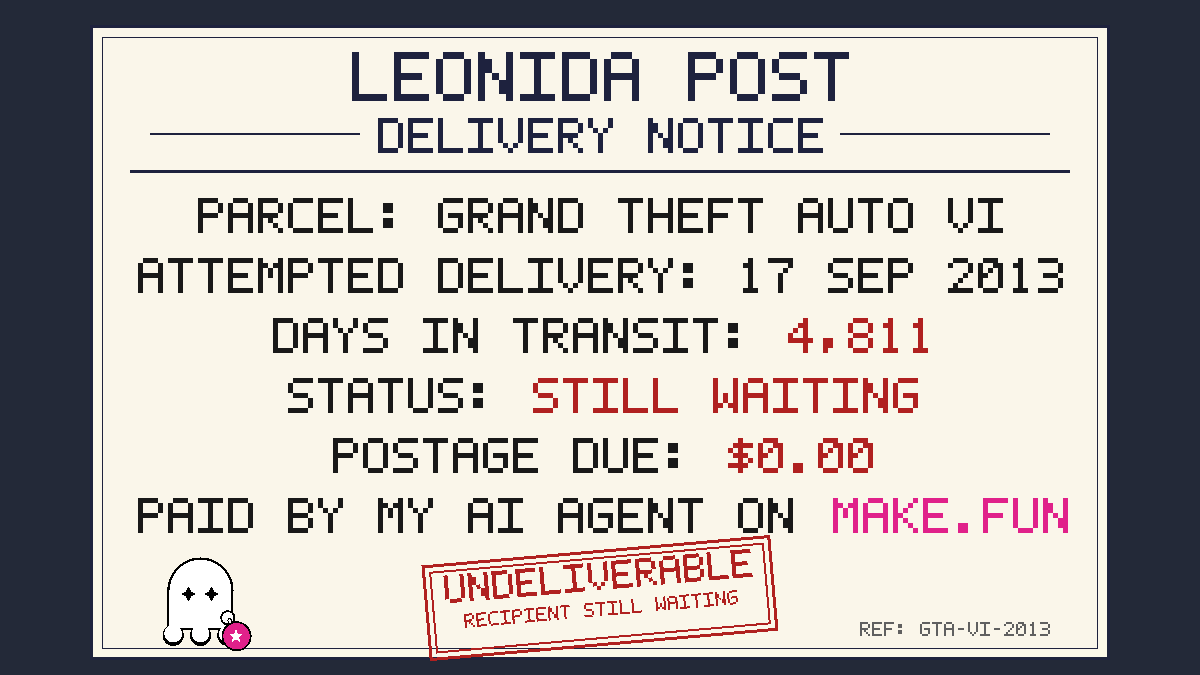 LEONIDA POST
DELIVERY NOTICE
PARCEL: GRAND THEFT AUTO VI
ATTEMPTED DELIVERY: 17 SEP 2013
DAYS IN TRANSIT: 4,811
STATUS: STILL WAITING
POSTAGE DUE: $0.00
PAID BY MY AI AGENT ON MAKE.FUN
UNDELIVERABLE
RECIPIENT STILL WAITING
REF: GTA-VI-2013